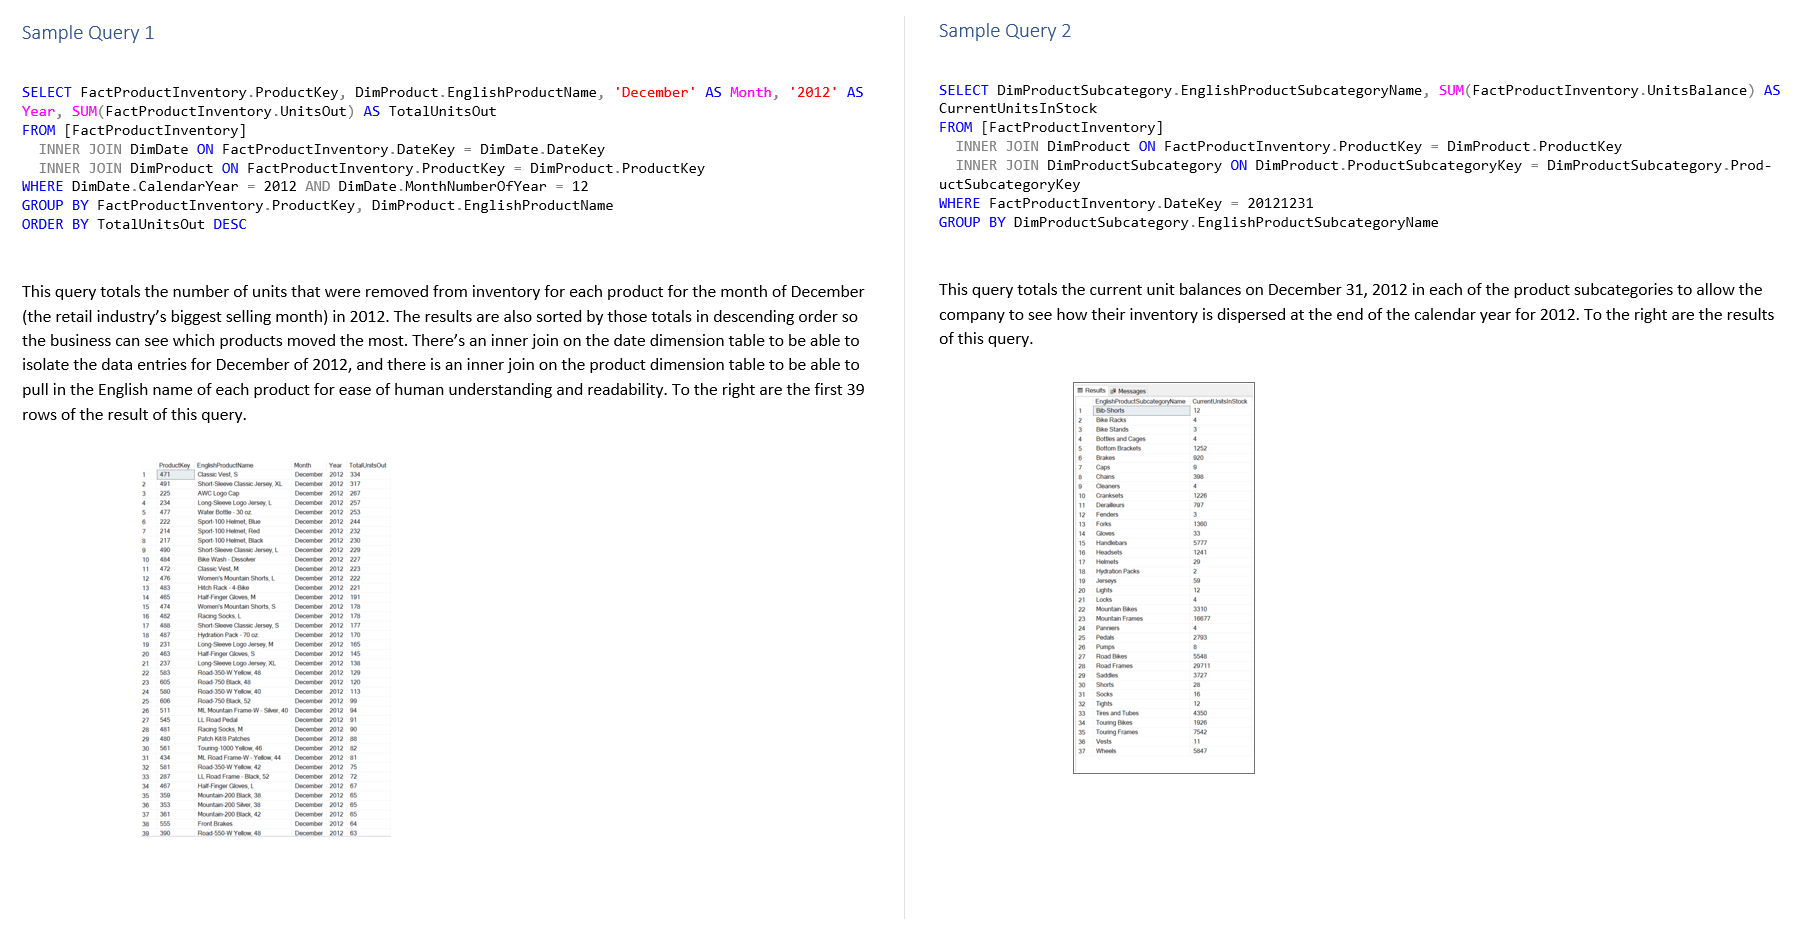 Sample Query 1
SELECT FactProductInventory.ProductKey, DimProduct.EnglishProductName, 'December' AS Month, '2012' AS
Year, SUM(FactProductInventory.UnitsOut) AS TotalUnitsOut
FROM [FactProductInventory]
INNER JOIN DimDate ON FactProductInventory.DateKey = DimDate.DateKey
INNER JOIN DimProduct ON FactProductInventory.ProductKey = DimProduct.ProductKey
WHERE DimDate.CalendarYear = 2012 AND DimDate.MonthNumberOfYear = 12
GROUP BY FactProductInventory.ProductKey, DimProduct.EnglishProductName
ORDER BY TotalUnitsOut DESC
This query totals the number of units that were removed from inventory for each product for the month of December
(the retail industry's biggest selling month) in 2012. The results are also sorted by those totals in descending order so
the business can see which products moved the most. There's an inner join on the date dimension table to be able to
isolate the data entries for December of 2012, and there is an inner join on the product dimension table to be able to
pull in the English name of each product for ease of human understanding and readability. To the right are the first 39
rows of the result of this query.
ProductKey EnglishProductName Month Year TotalUnitsOut
1 471 Classic Vest, S December 2012 334
2 491 Short-Sleeve Classic Jersey, XL December 2012 317
3 225 AWC Logo Cap December 2012 267
4 234 Long-Sleeve Logo Jersey, L December 2012 257
5 477 Water Bottle - 30 oz. December 2012 253
6 222 Sport-100 Helmet, Blue December 2012 244
7 214 Sport-100 Helmet, Red December 2012 232
8 217 Sport-100 Helmet, Black December 2012 230
9 490 Short-Sleeve Classic Jersey, L December 2012 229
10 484 Bike Wash - Dissolver December 2012 227
11 472 Classic Vest, M December 2012 223
12 476 Women's Mountain Shorts, L December 2012 222
13 483 Hitch Rack - 4-Bike December 2012 221
14 465 Half-Finger Gloves, M December 2012 191
15 474 Women's Mountain Shorts, S December 2012 178
16 482 Racing Socks, L December 2012 178
17 488 Short-Sleeve Classic Jersey, S December 2012 177
18 487 Hydration Pack - 70 oz. December 2012 170
19 231 Long-Sleeve Logo Jersey, M December 2012 165
20 463 Half-Finger Gloves, S December 2012 145
21 237 Long-Sleeve Logo Jersey, XL December 2012 138
22 583 Road-350-W Yellow, 48 December 2012 129
23 605 Road-750 Black, 48 December 2012 120
24 580 Road-350-W Yellow, 40 December 2012 113
25 606 Road-750 Black, 52 December 2012 99
26 511 ML Mountain Frame-W - Silver, 40 December 2012 94
27 545 LL Road Pedal December 2012 91
28 481 Racing Socks, M December 2012 90
29 480 Patch Kit/8 Patches December 2012 88
30 561 Touring-1000 Yellow, 46 December 2012 82
31 434 ML Road Frame-W - Yellow, 44 December 2012 81
32 581 Road-350-W Yellow, 42 December 2012 75
33 287 LL Road Frame - Black, 52 December 2012 72
34 467 Half-Finger Gloves, L December 2012 67
35 359 Mountain-200 Black, 38 December 2012 65
36 353 Mountain-200 Silver, 38 December 2012 65
37 361 Mountain-200 Black, 42 December 2012 65
38 555 Front Brakes December 2012 64
39 390 Road-550-W Yellow, 48 December 2012 63
Sample Query 2
SELECT DimProductSubcategory.EnglishProductSubcategoryName, SUM(FactProductInventory.UnitsBalance) AS
CurrentUnitsInStock
FROM [FactProductInventory]
INNER JOIN DimProduct ON FactProductInventory.ProductKey = DimProduct.ProductKey
INNER JOIN DimProductSubcategory ON DimProduct.ProductSubcategoryKey = DimProductSubcategory.Prod-
uctSubcategoryKey
WHERE FactProductInventory.DateKey = 20121231
GROUP BY DimProductSubcategory.EnglishProductSubcategoryName
This query totals the current unit balances on December 31, 2012 in each of the product subcategories to allow the
company to see how their inventory is dispersed at the end of the calendar year for 2012. To the right are the results
of this query.
Results Messages
EnglishProductSubcategoryName CurrentUnitsInStock
1 Bib-Shorts 12
2 Bike Racks 4
3 Bike Stands 3
4 Bottles and Cages 4
5 Bottom Brackets 1252
6 Brakes 920
7 Caps 9
8 Chains 398
9 Cleaners 4
10 Cranksets 1226
11 Derailleurs 797
12 Fenders 3
13 Forks 1360
14 Gloves 33
15 Handlebars 5777
16 Headsets 1241
17 Helmets 29
18 Hydration Packs 2
19 Jerseys 59
20 Lights 12
21 Locks 4
22 Mountain Bikes 3310
23 Mountain Frames 16677
24 Panniers 4
25 Pedals 2793
26 Pumps 8
27 Road Bikes 5548
28 Road Frames 29711
29 Saddles 3727
30 Shorts 28
31 Socks 16
32 Tights 12
33 Tires and Tubes 4350
34 Touring Bikes 1926
35 Touring Frames 7542
36 Vests 11
37 Wheels 5847